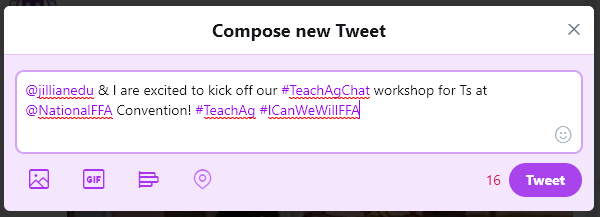 Compose new Tweet
@jillianedu & I are excited to kick off our #TeachAgChat workshop for Ts at
@NationalFFA Convention! #TeachAg #ICanWeWillFFA
GIF
16 Tweet